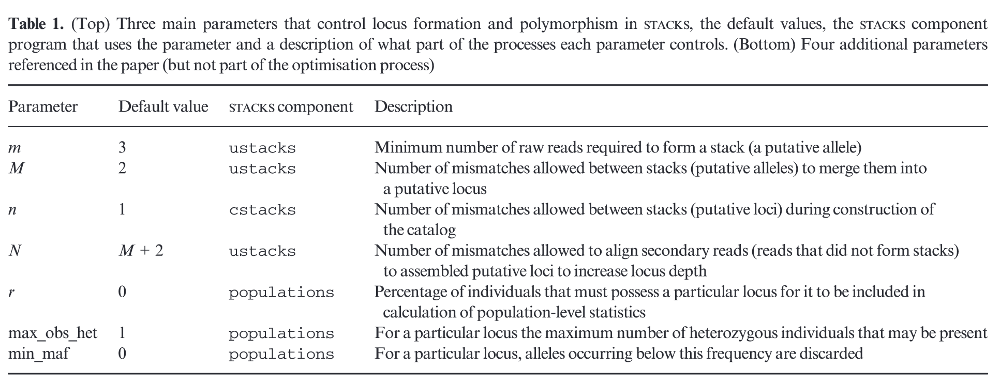 Table 1. (Top) Three main parameters that control locus formation and polymorphism in STACKS, the default values, the STACKS component
program that uses the parameter and a description of what part of the processes each parameter controls. (Bottom) Four additional parameters
referenced in the paper (but not part of the optimisation process)
Parameter Default value STACKS component Description
m 3 ustacks Minimum number of raw reads required to form a stack (a putative allele)
M 2 ustacks Number of mismatches allowed between stacks (putative alleles) to merge them into
a putative locus
n 1 cstacks Number of mismatches allowed between stacks (putative loci) during construction of
the catalog
N M + 2 ustacks Number of mismatches allowed to align secondary reads (reads that did not form stacks)
to assembled putative loci to increase locus depth
r 0 populations Percentage of individuals that must possess a particular locus for it to be included in
calculation of population-level statistics
max_obs_het 1 populations For a particular locus the maximum number of heterozygous individuals that may be present
min_maf 0 populations For a particular locus, alleles occurring below this frequency are discarded